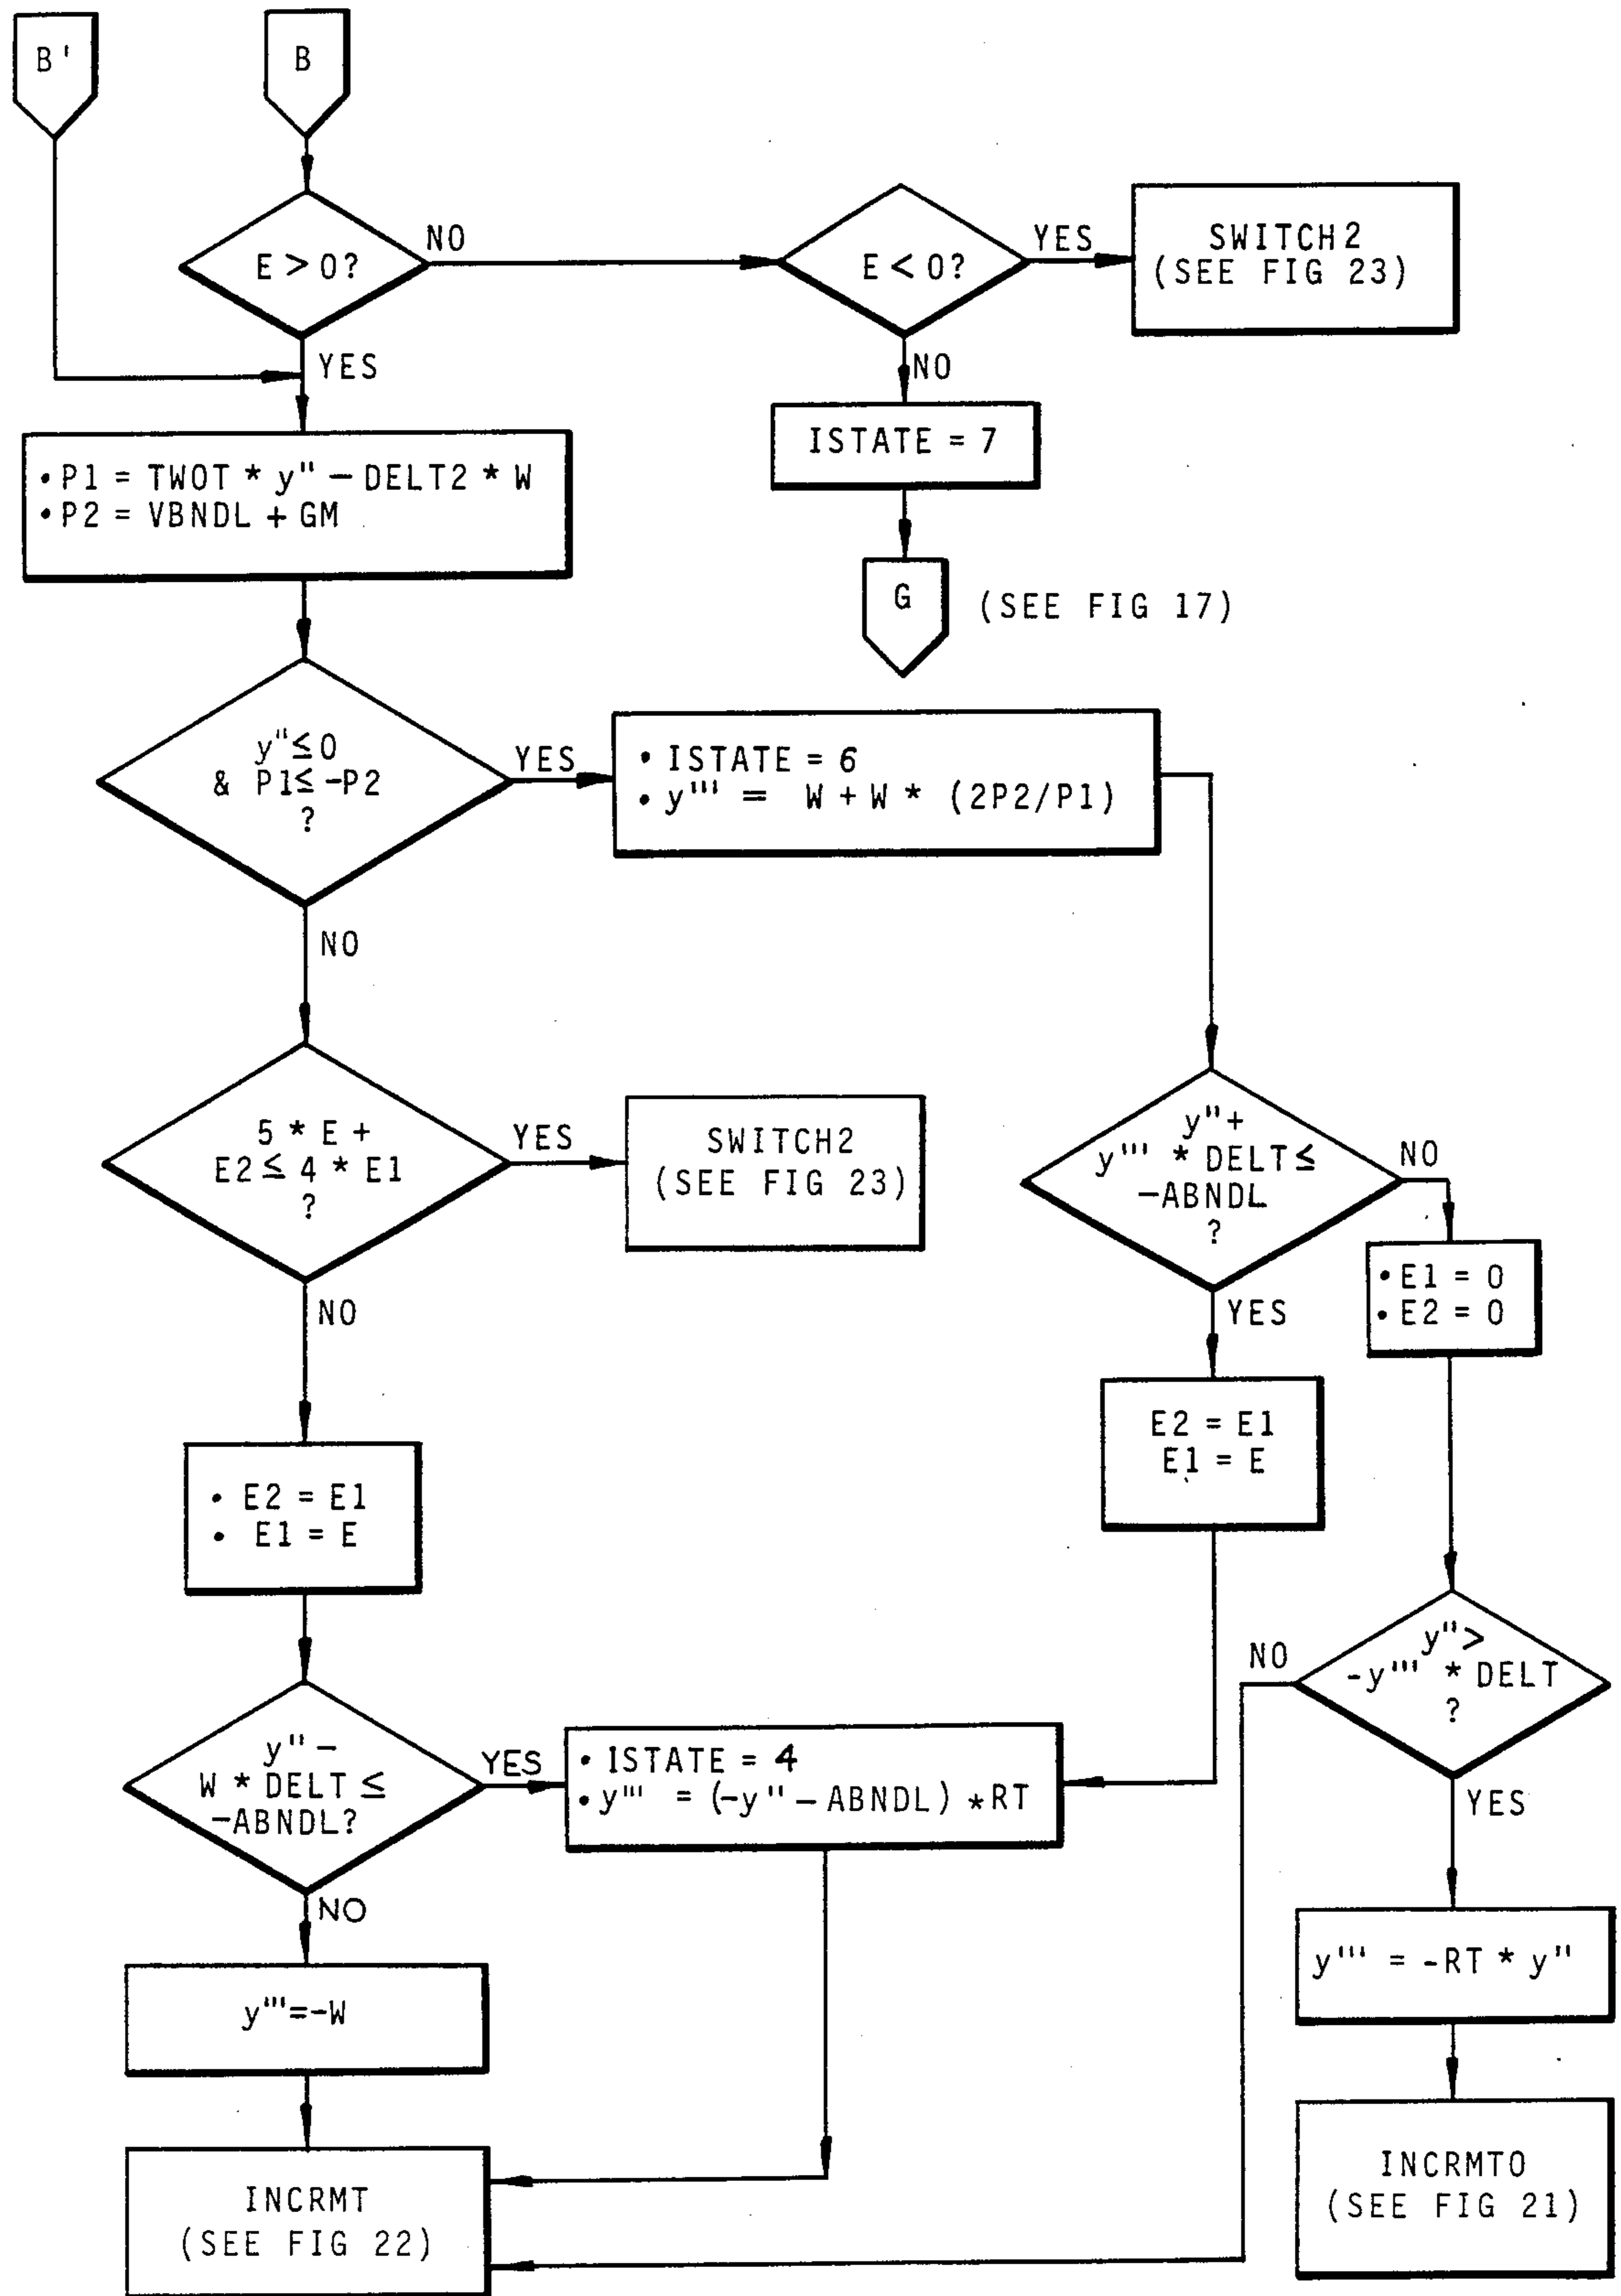 B'
B
E > 0?
NO
E < 0?
YES
SWITCH2
(SEE FIG 23)
YES
NO
ISTATE = 7
• P1 = TWOT * y'' – DELT2 * W
• P2 = VBNDL + GM
G
(SEE FIG 17)
y'' ≤ 0
& P1 ≤ -P2
?
YES
• ISTATE = 6
• y''' = W + W * (2P2/P1)
NO
5 * E +
E2 ≤ 4 * E1
?
YES
SWITCH2
(SEE FIG 23)
y'' +
y''' * DELT ≤
-ABNDL
?
NO
• E1 = 0
• E2 = 0
NO
YES
E2 = E1
E1 = E
• E2 = E1
• E1 = E
y'' >
-y''' * DELT
?
NO
YES
y'' –
W * DELT ≤
-ABNDL?
YES
• ISTATE = 4
• y''' = (-y'' – ABNDL) * RT
NO
y''' = -RT * y''
y''' = -W
INCRMT
(SEE FIG 22)
INCRMTO
(SEE FIG 21)